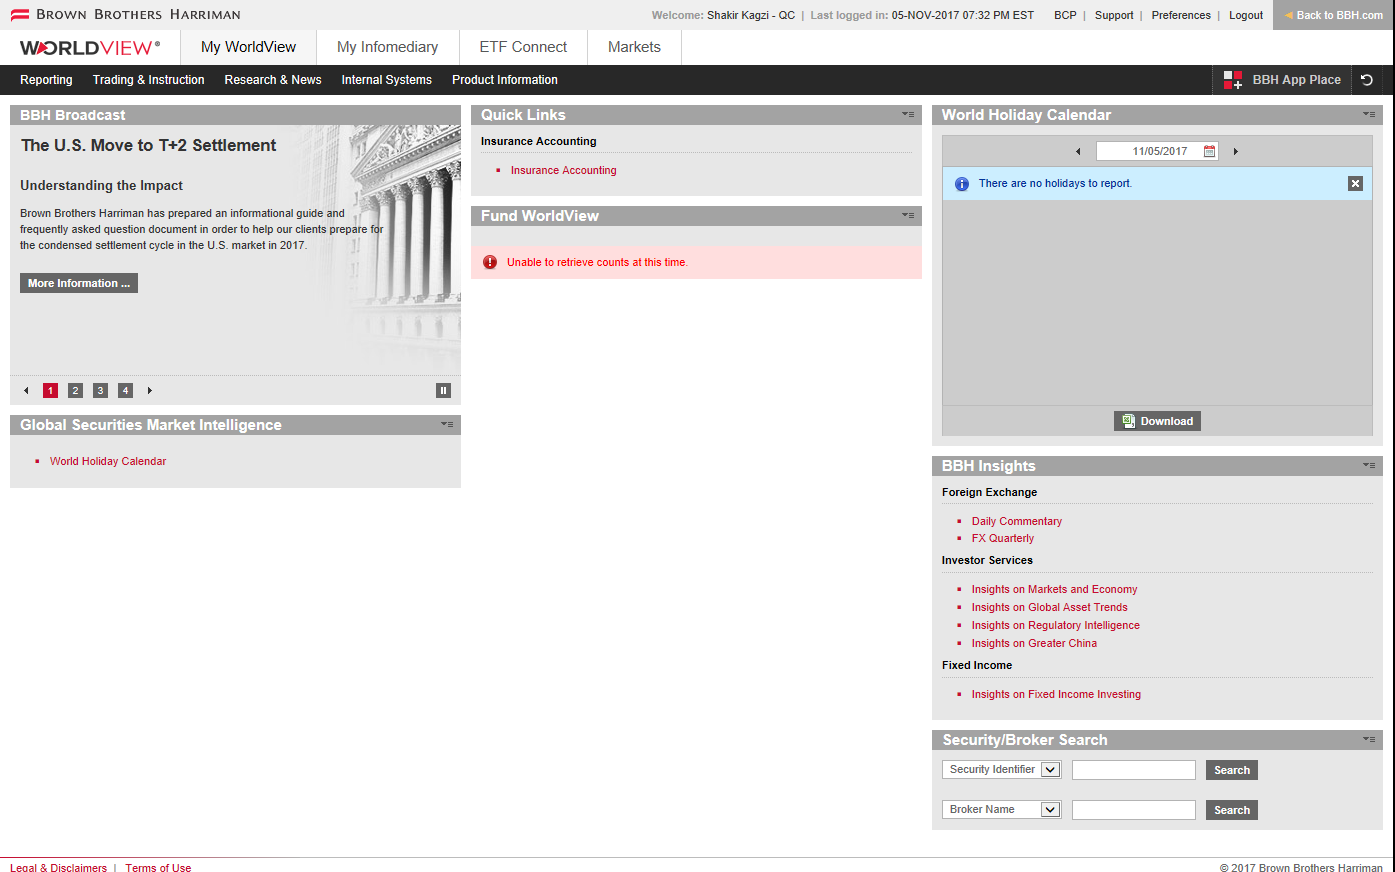 BROWN BROTHERS HARRIMAN
Welcome: Shakir Kagzi - QC | Last logged in: 05-NOV-2017 07:32 PM EST
BCP | Support | Preferences | Logout
Back to BBH.com
WORLDVIEW®
My WorldView
My Infomediary
ETF Connect
Markets
Reporting
Trading & Instruction
Research & News
Internal Systems
Product Information
BBH App Place
BBH Broadcast
The U.S. Move to T+2 Settlement
Understanding the Impact
Brown Brothers Harriman has prepared an informational guide and
frequently asked question document in order to help our clients prepare for
the condensed settlement cycle in the U.S. market in 2017.
More Information ...
1 2 3 4
Global Securities Market Intelligence
World Holiday Calendar
Quick Links
Insurance Accounting
Insurance Accounting
Fund WorldView
Unable to retrieve counts at this time.
World Holiday Calendar
11/05/2017
There are no holidays to report.
Download
BBH Insights
Foreign Exchange
Daily Commentary
FX Quarterly
Investor Services
Insights on Markets and Economy
Insights on Global Asset Trends
Insights on Regulatory Intelligence
Insights on Greater China
Fixed Income
Insights on Fixed Income Investing
Security/Broker Search
Security Identifier
Search
Broker Name
Search
Legal & Disclaimers | Terms of Use
© 2017 Brown Brothers Harriman